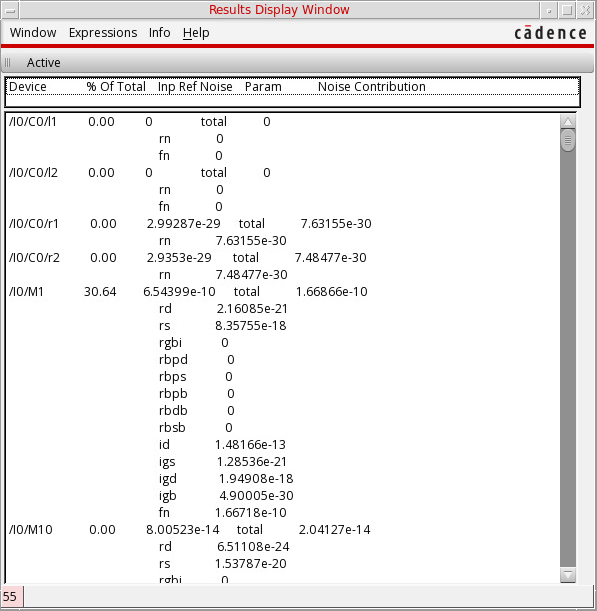 Results Display Window
Window Expressions Info Help cādence
Active
Device % Of Total Inp Ref Noise Param Noise Contribution
/I0/C0/l1 0.00 0 total 0
rn 0
fn 0
/I0/C0/l2 0.00 0 total 0
rn 0
fn 0
/I0/C0/r1 0.00 2.99287e-29 total 7.63155e-30
rn 7.63155e-30
/I0/C0/r2 0.00 2.9353e-29 total 7.48477e-30
rn 7.48477e-30
/I0/M1 30.64 6.54399e-10 total 1.66866e-10
rd 2.16085e-21
rs 8.35755e-18
rgbi 0
rbpd 0
rbps 0
rbpb 0
rbdb 0
rbsb 0
id 1.48166e-13
igs 1.28536e-21
igd 1.94908e-18
igb 4.90005e-30
fn 1.66718e-10
/I0/M10 0.00 8.00523e-14 total 2.04127e-14
rd 6.51108e-24
rs 1.53787e-20
rgbi 0
55